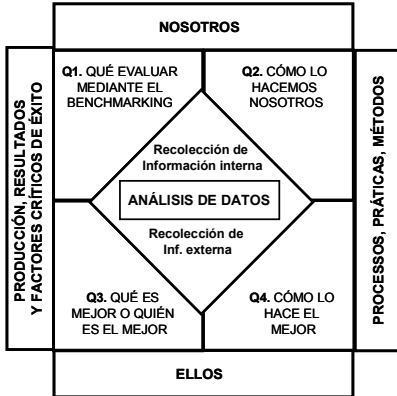 NOSOTROS
PRODUCCIÓN, RESULTADOS
Y FACTORES CRÍTICOS DE ÉXITO
Q1. QUÉ EVALUAR
MEDIANTE EL
BENCHMARKING
Q2. CÓMO LO
HACEMOS
NOSOTROS
Recolección de
Información interna
ANÁLISIS DE DATOS
Recolección de
Inf. externa
Q3. QUÉ ES
MEJOR O QUIÉN
ES EL MEJOR
Q4. CÓMO LO
HACE EL
MEJOR
PROCESSOS, PRÁTICAS, MÉTODOS
ELLOS